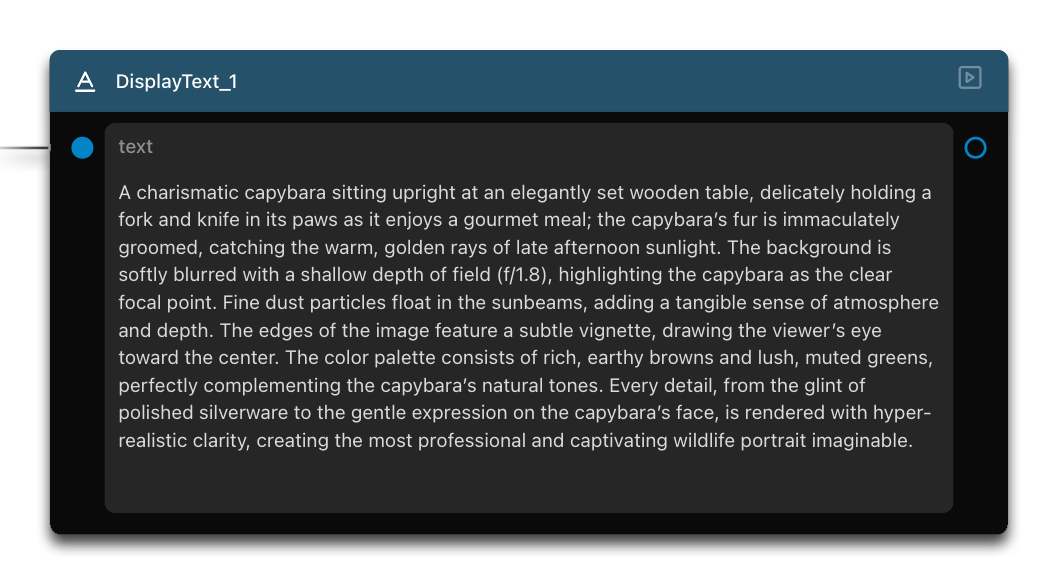 DisplayText_1
text
A charismatic capybara sitting upright at an elegantly set wooden table, delicately holding a
fork and knife in its paws as it enjoys a gourmet meal; the capybara’s fur is immaculately
groomed, catching the warm, golden rays of late afternoon sunlight. The background is
softly blurred with a shallow depth of field (f/1.8), highlighting the capybara as the clear
focal point. Fine dust particles float in the sunbeams, adding a tangible sense of atmosphere
and depth. The edges of the image feature a subtle vignette, drawing the viewer’s eye
toward the center. The color palette consists of rich, earthy browns and lush, muted greens,
perfectly complementing the capybara’s natural tones. Every detail, from the glint of
polished silverware to the gentle expression on the capybara’s face, is rendered with hyper-
realistic clarity, creating the most professional and captivating wildlife portrait imaginable.